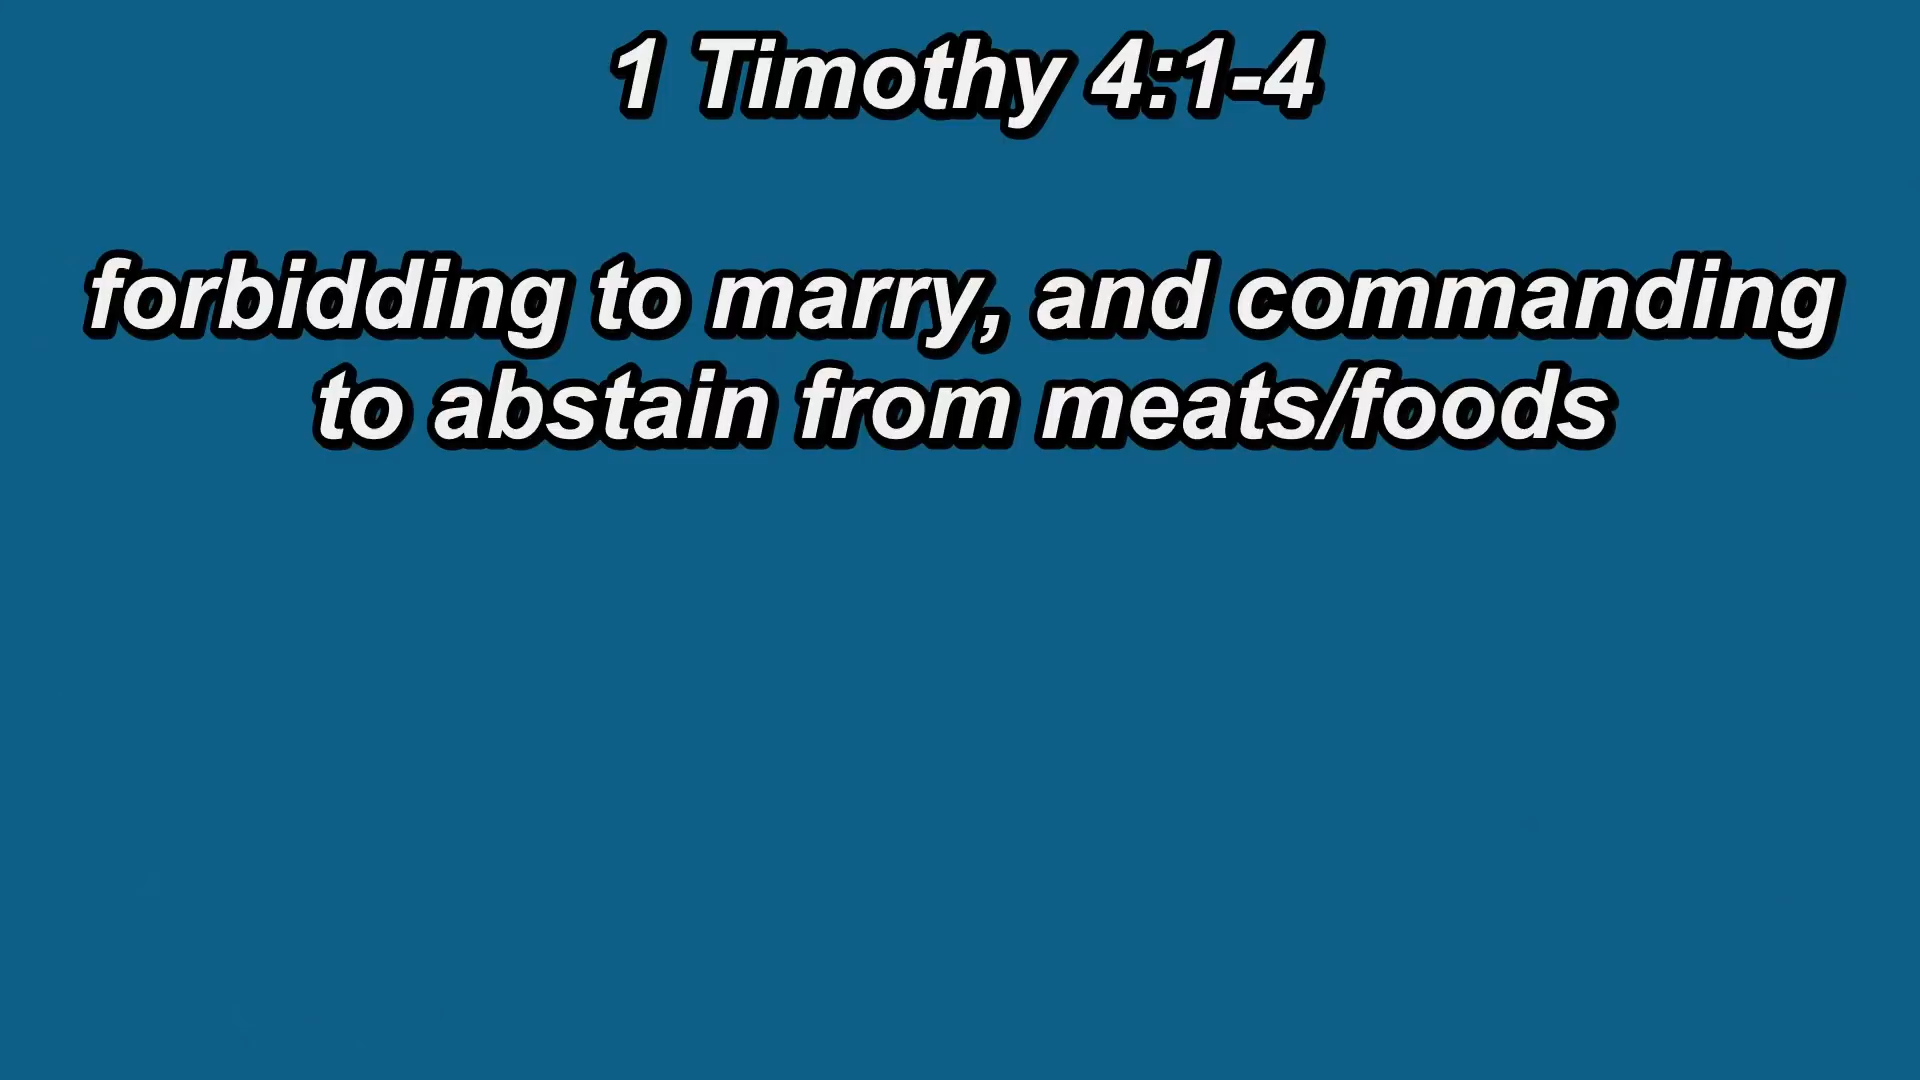 1 Timothy 4:1-4
forbidding to marry, and commanding
to abstain from meats/foods